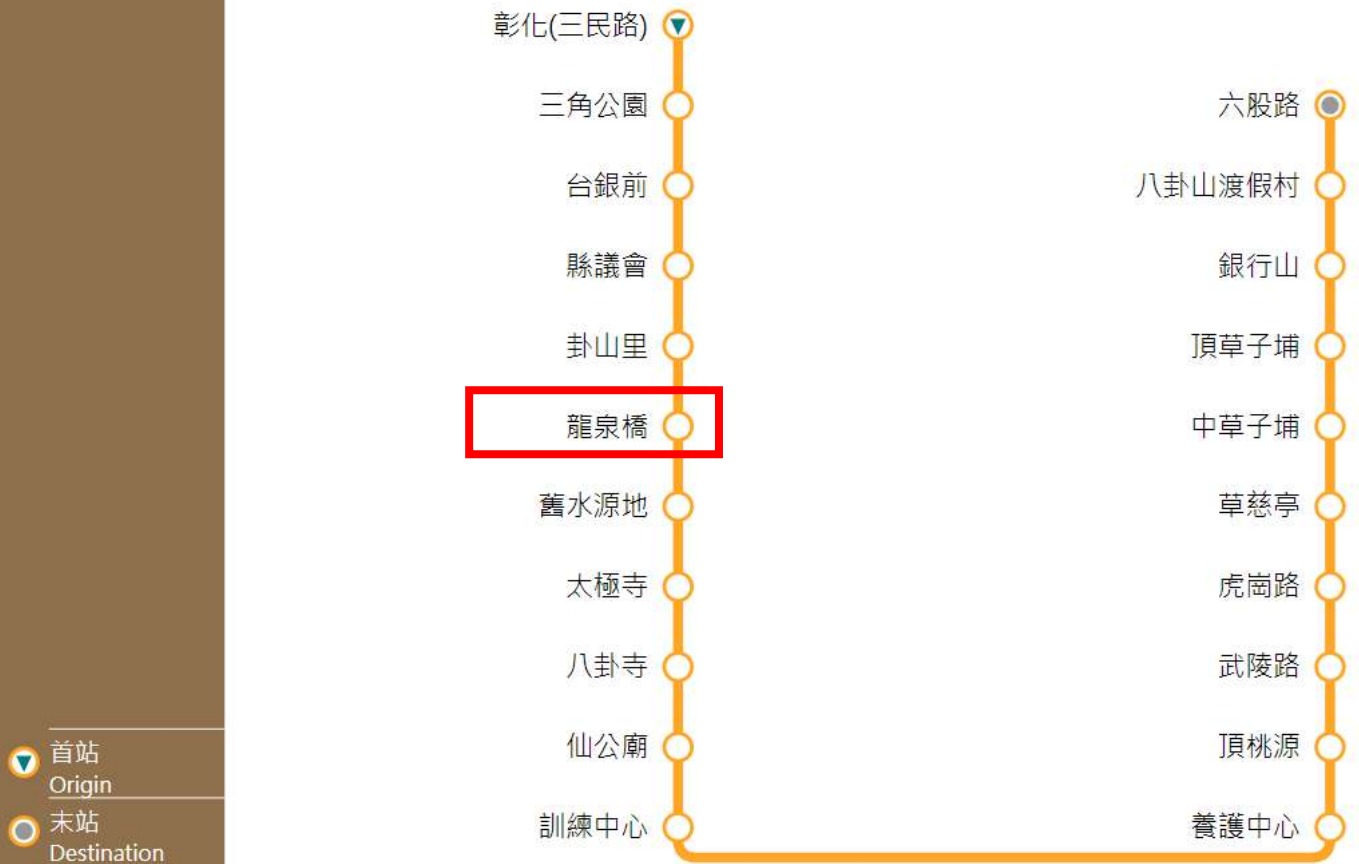 彰化(三民路)
三角公園
台銀前
縣議會
卦山里
龍泉橋
舊水源地
太極寺
八卦寺
仙公廟
訓練中心
六股路
八卦山渡假村
銀行山
頂草子埔
中草子埔
草慈亭
虎崗路
武陵路
頂桃源
養護中心
首站
Origin
末站
Destination